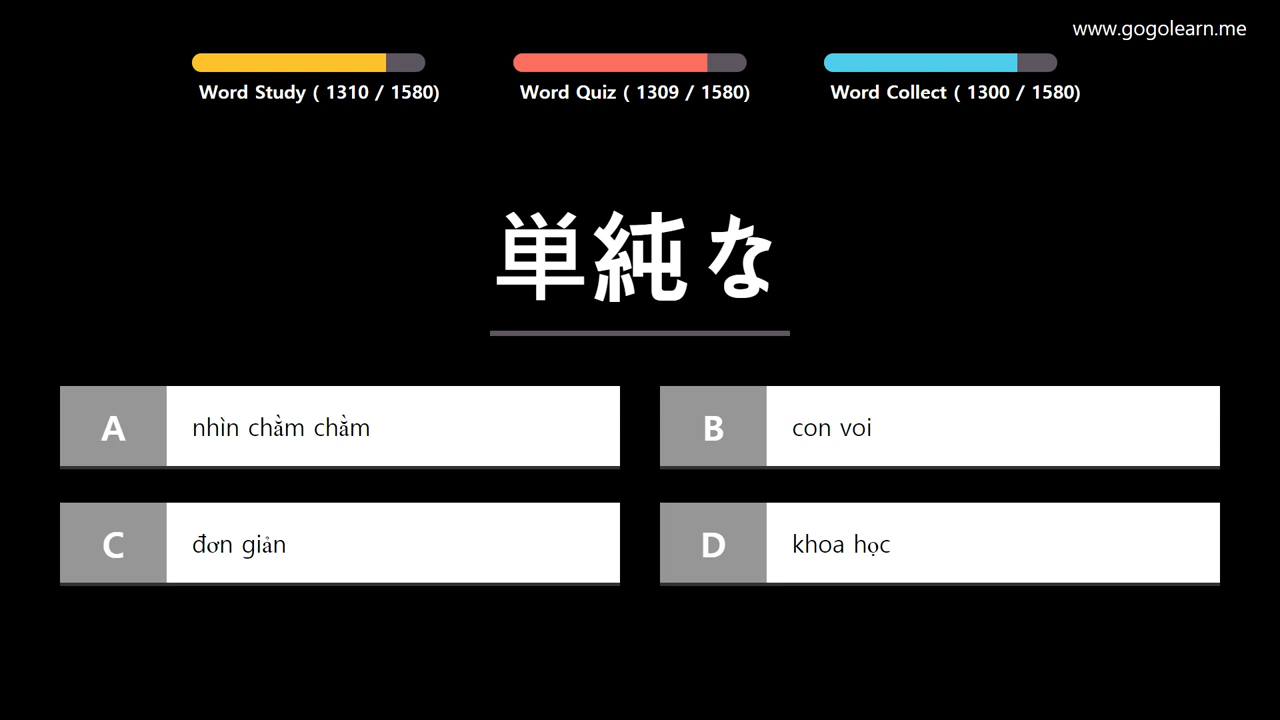 www.gogolearn.me
Word Study ( 1310 / 1580)
Word Quiz ( 1309 / 1580)
Word Collect ( 1300 / 1580)
単純な
A nhìn chằm chằm
B con voi
C đơn giản
D khoa học